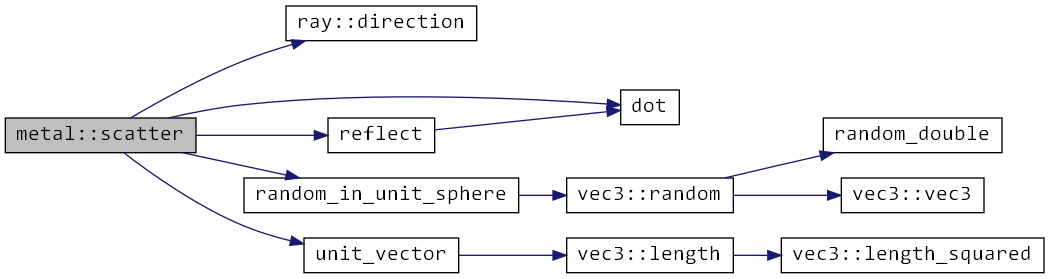 ray::direction
dot
metal::scatter
reflect
random_double
random_in_unit_sphere
vec3::random
vec3::vec3
unit_vector
vec3::length
vec3::length_squared